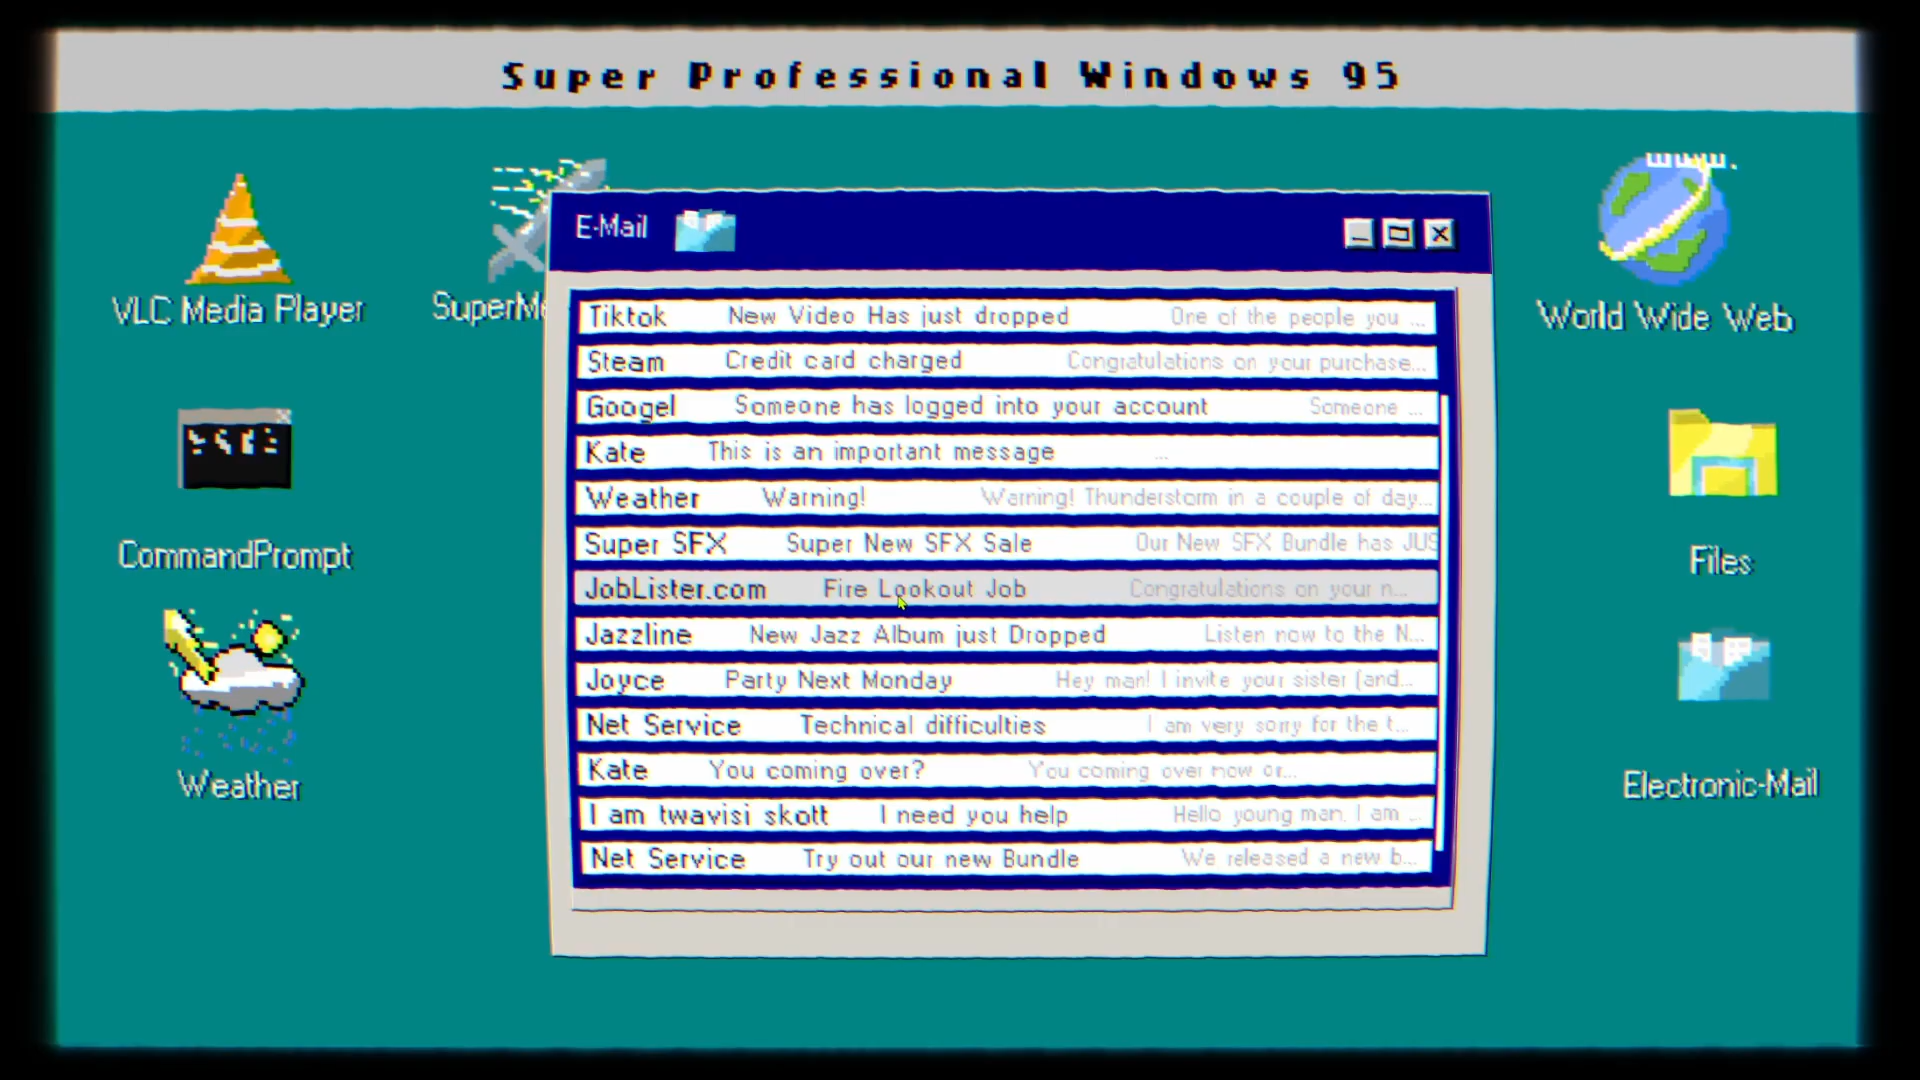 Super Professional Windows 95
www.
VLC Media Player
SuperMe
World Wide Web
CommandPrompt
Files
Weather
Electronic-Mail
E-Mail
Tiktok New Video Has just dropped One of the people you ...
Steam Credit card charged Congratulations on your purchase...
Googel Someone has logged into your account Someone ...
Kate This is an important message ...
Weather Warning! Warning! Thunderstorm in a couple of day...
Super SFX Super New SFX Sale Our New SFX Bundle has JUS
JobLister.com Fire Lookout Job Congratulations on your n...
Jazzline New Jazz Album just Dropped Listen now to the N...
Joyce Party Next Monday Hey man! I invite your sister (and...
Net Service Technical difficulties I am very sorry for the t...
Kate You coming over? You coming over now or...
I am twavisi skott I need you help Hello young man, I am ...
Net Service Try out our new Bundle We released a new b...